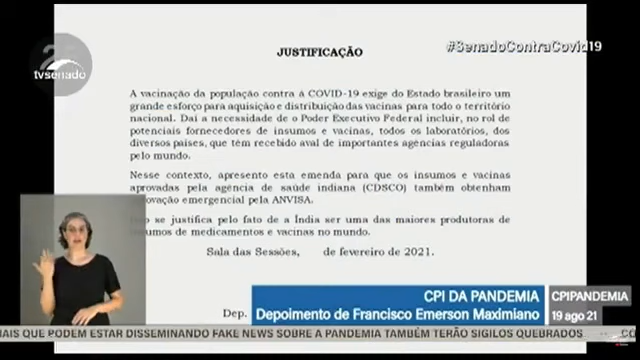 #SenadoContraCovid19
tvsenado
JUSTIFICAÇÃO
A vacinação da população contra à COVID-19 exige do Estado brasileiro um
grande esforço para aquisição e distribuição das vacinas para todo o território
nacional. Daí a necessidade de o Poder Executivo Federal incluir, no rol de
potenciais fornecedores de insumos e vacinas, todos os laboratórios, dos
diversos países, que têm recebido aval de importantes agências reguladoras
pelo mundo.
Nesse contexto, apresento esta emenda para que os insumos e vacinas
aprovadas pela agência de saúde indiana (CDSCO) também obtenham
provação emergencial pela ANVISA.
se justifica pelo fato de a Índia ser uma das maiores produtoras de
insumos de medicamentos e vacinas no mundo.
Sala das Sessões, de fevereiro de 2021.
Dep.
CPI DA PANDEMIA
Depoimento de Francisco Emerson Maximiano
CPIPANDEMIA
19 ago 21
AIS QUE PODEM ESTAR DISSEMINANDO FAKE NEWS SOBRE A PANDEMIA TAMBÉM TERÃO SIGILOS QUEBRADOS